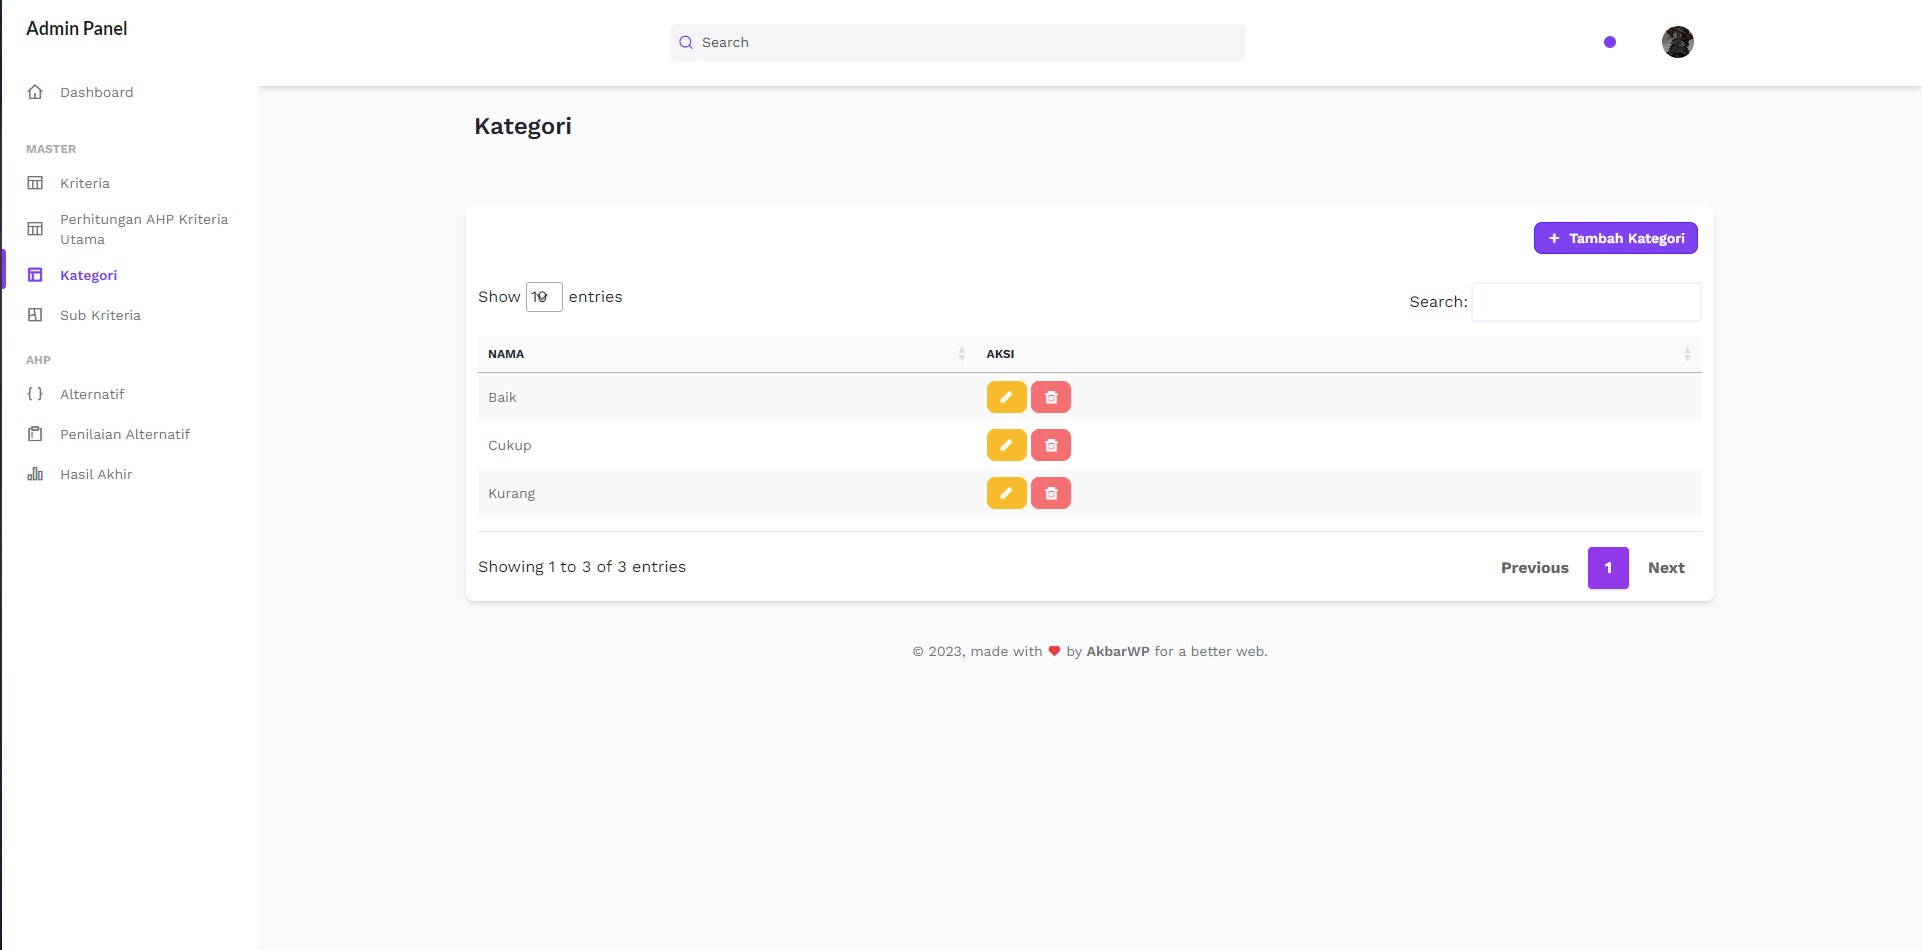 Admin Panel
Search
Dashboard
MASTER
Kriteria
Perhitungan AHP Kriteria
Utama
Kategori
Sub Kriteria
AHP
Alternatif
Penilaian Alternatif
Hasil Akhir
Kategori
+ Tambah Kategori
Show 10 entries
Search:
NAMA AKSI
Baik
Cukup
Kurang
Showing 1 to 3 of 3 entries
Previous 1 Next
© 2023, made with ❤ by AkbarWP for a better web.